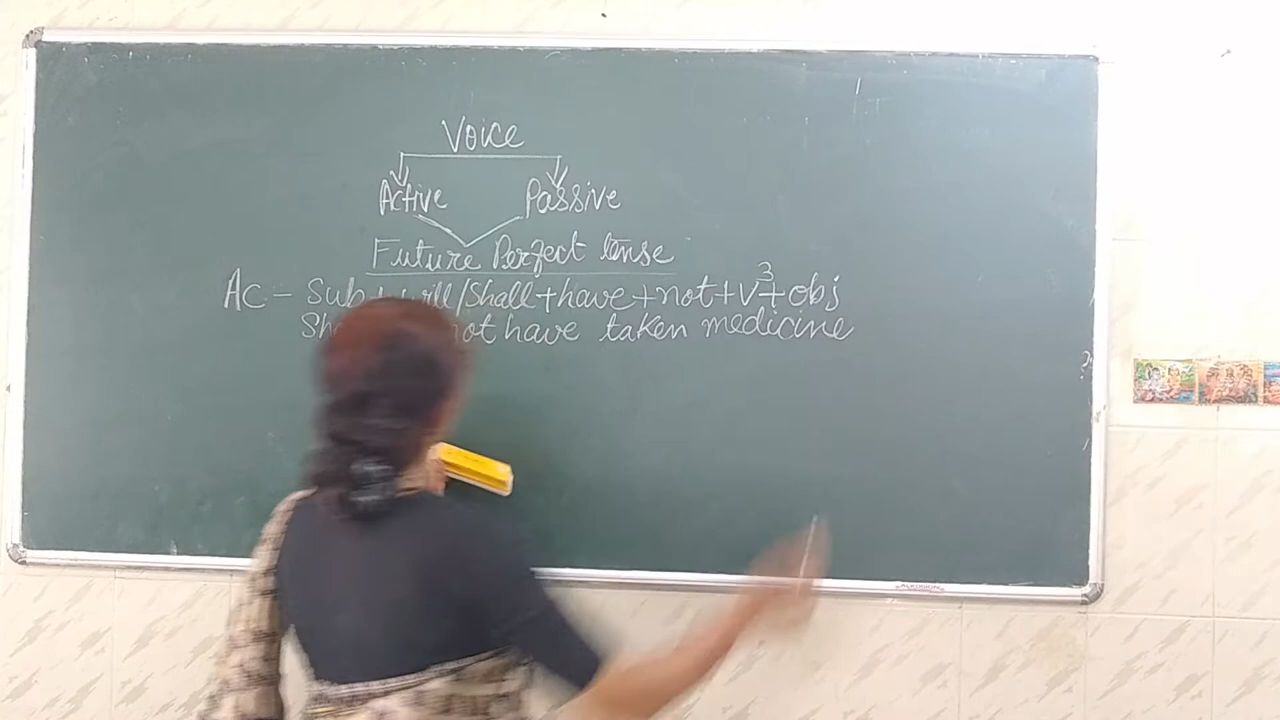 Voice
Active Passive
Future Perfect tense
Ac - Sub + will/Shall+have+not+V³+obj
not have taken medicine